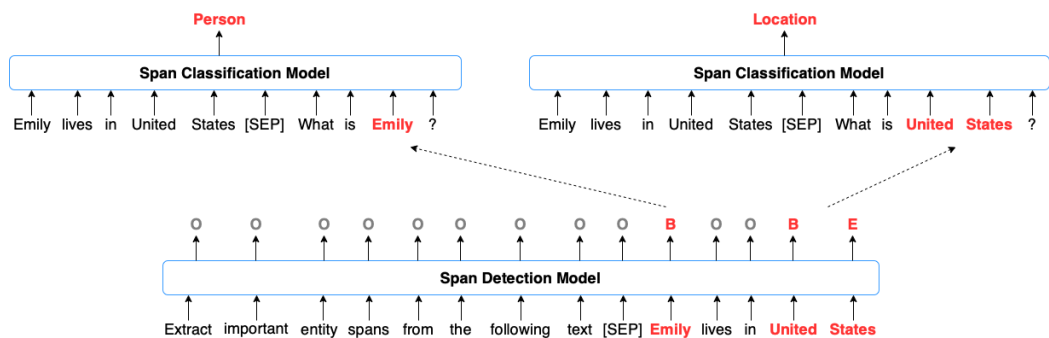 Person Location
Span Classification Model Span Classification Model
Emily lives in United States [SEP] What is Emily ? Emily lives in United States [SEP] What is United States ?
O O O O O O O O O B O O B E
Span Detection Model
Extract important entity spans from the following text [SEP] Emily lives in United States